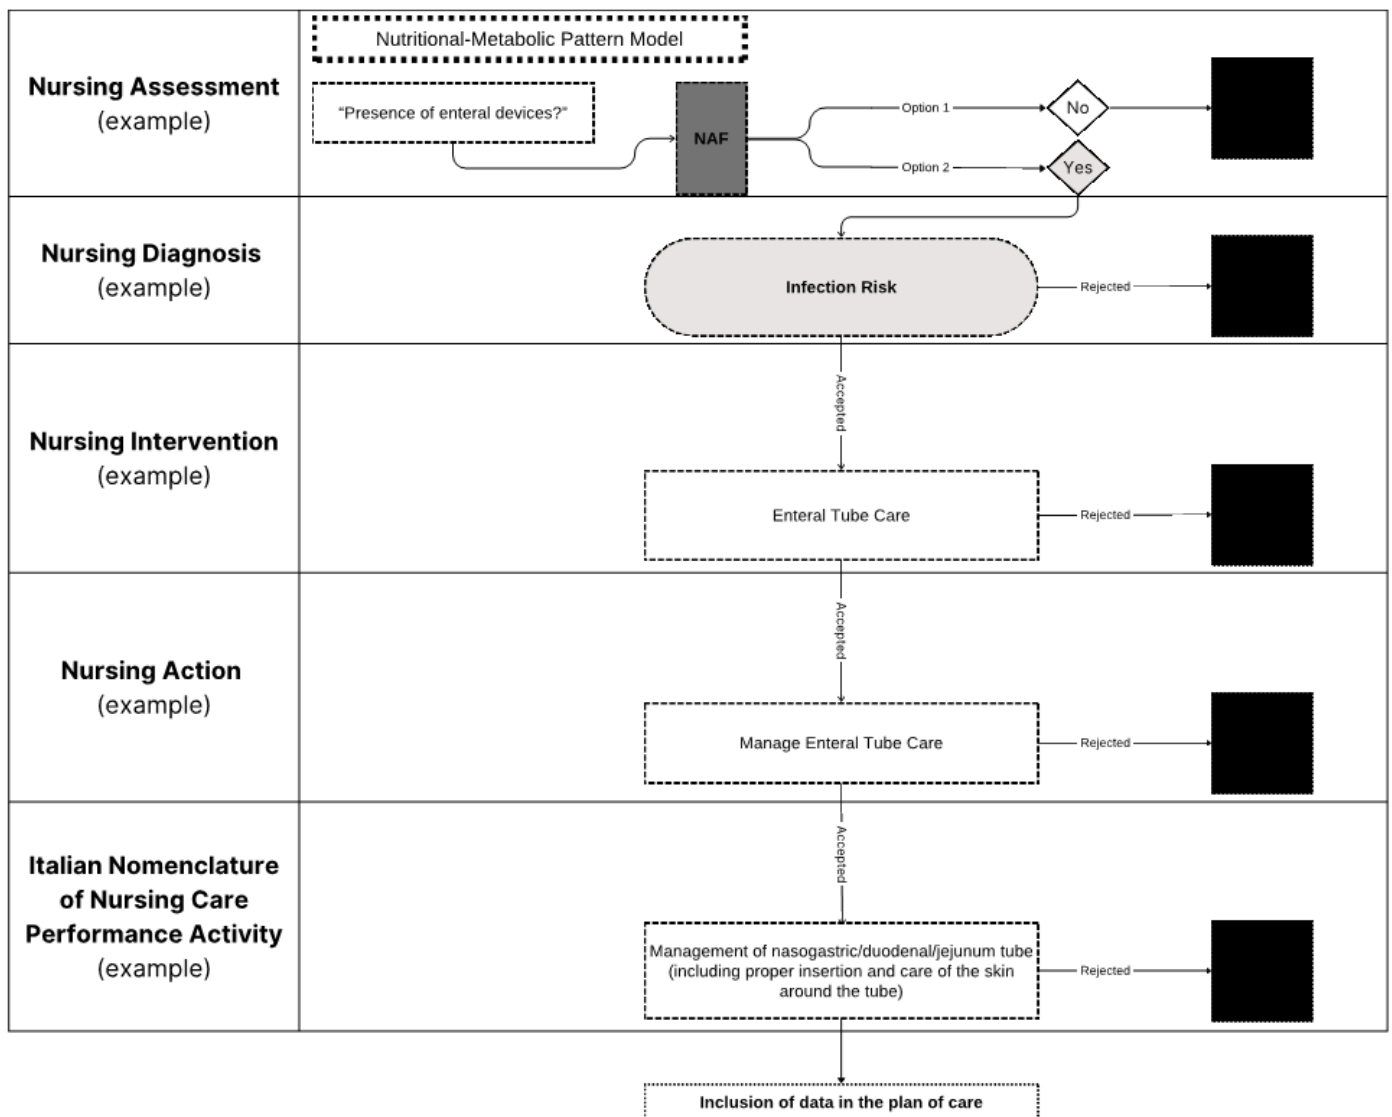 Nutritional-Metabolic Pattern Model
Nursing Assessment
(example)
“Presence of enteral devices?”
NAF
Option 1
No
Option 2
Yes
Nursing Diagnosis
(example)
Infection Risk
Rejected
Accepted
Nursing Intervention
(example)
Enteral Tube Care
Rejected
Accepted
Nursing Action
(example)
Manage Enteral Tube Care
Rejected
Accepted
Italian Nomenclature
of Nursing Care
Performance Activity
(example)
Management of nasogastric/duodenal/jejunum tube
(including proper insertion and care of the skin
around the tube)
Rejected
Inclusion of data in the plan of care